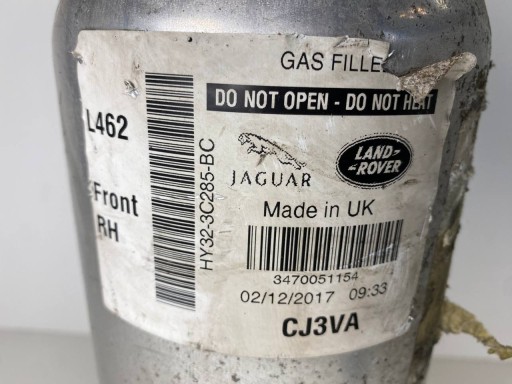 GAS FILLE
DO NOT OPEN - DO NOT HEAT
L462
JAGUAR
LAND-
-ROVER
Front
RH
HY32-3C285-BC
Made in UK
3470051154
02/12/2017 09:33
CJ3VA